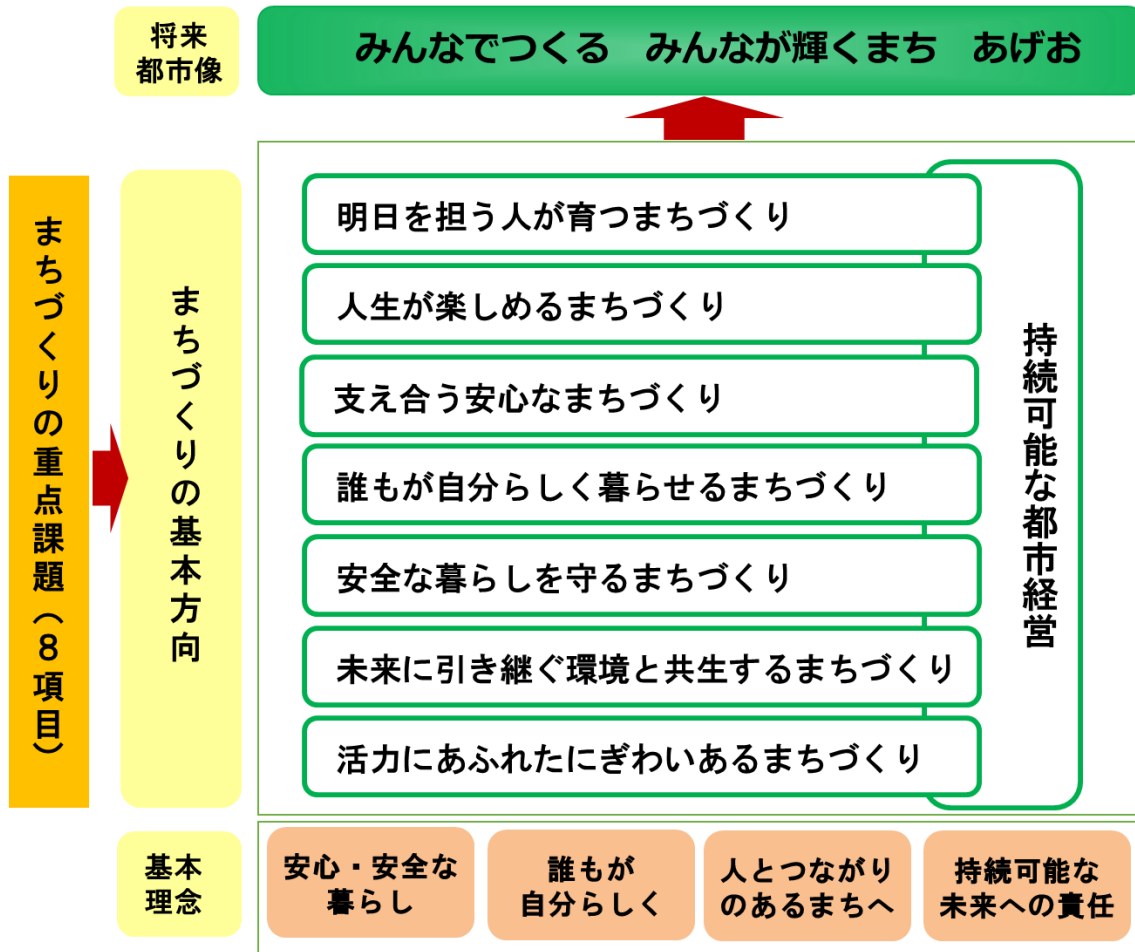 将来
都市像
みんなでつくる　みんなが輝くまち　あげお
まちづくりの重点課題（８項目）
まちづくりの基本方向
明日を担う人が育つまちづくり
人生が楽しめるまちづくり
支え合う安心なまちづくり
誰もが自分らしく暮らせるまちづくり
安全な暮らしを守るまちづくり
未来に引き継ぐ環境と共生するまちづくり
活力にあふれたにぎわいあるまちづくり
持続可能な都市経営
基本
理念
安心・安全な
暮らし
誰もが
自分らしく
人とつながり
のあるまちへ
持続可能な
未来への責任